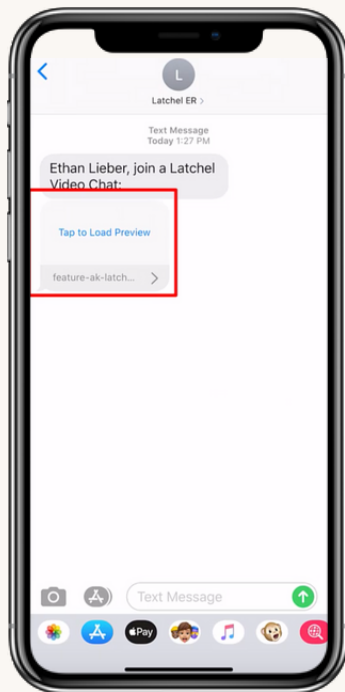 L
Latchel ER >
Text Message
Today 1:27 PM
Ethan Lieber, join a Latchel
Video Chat:
Tap to Load Preview
feature-ak-latch... >
Text Message
Pay